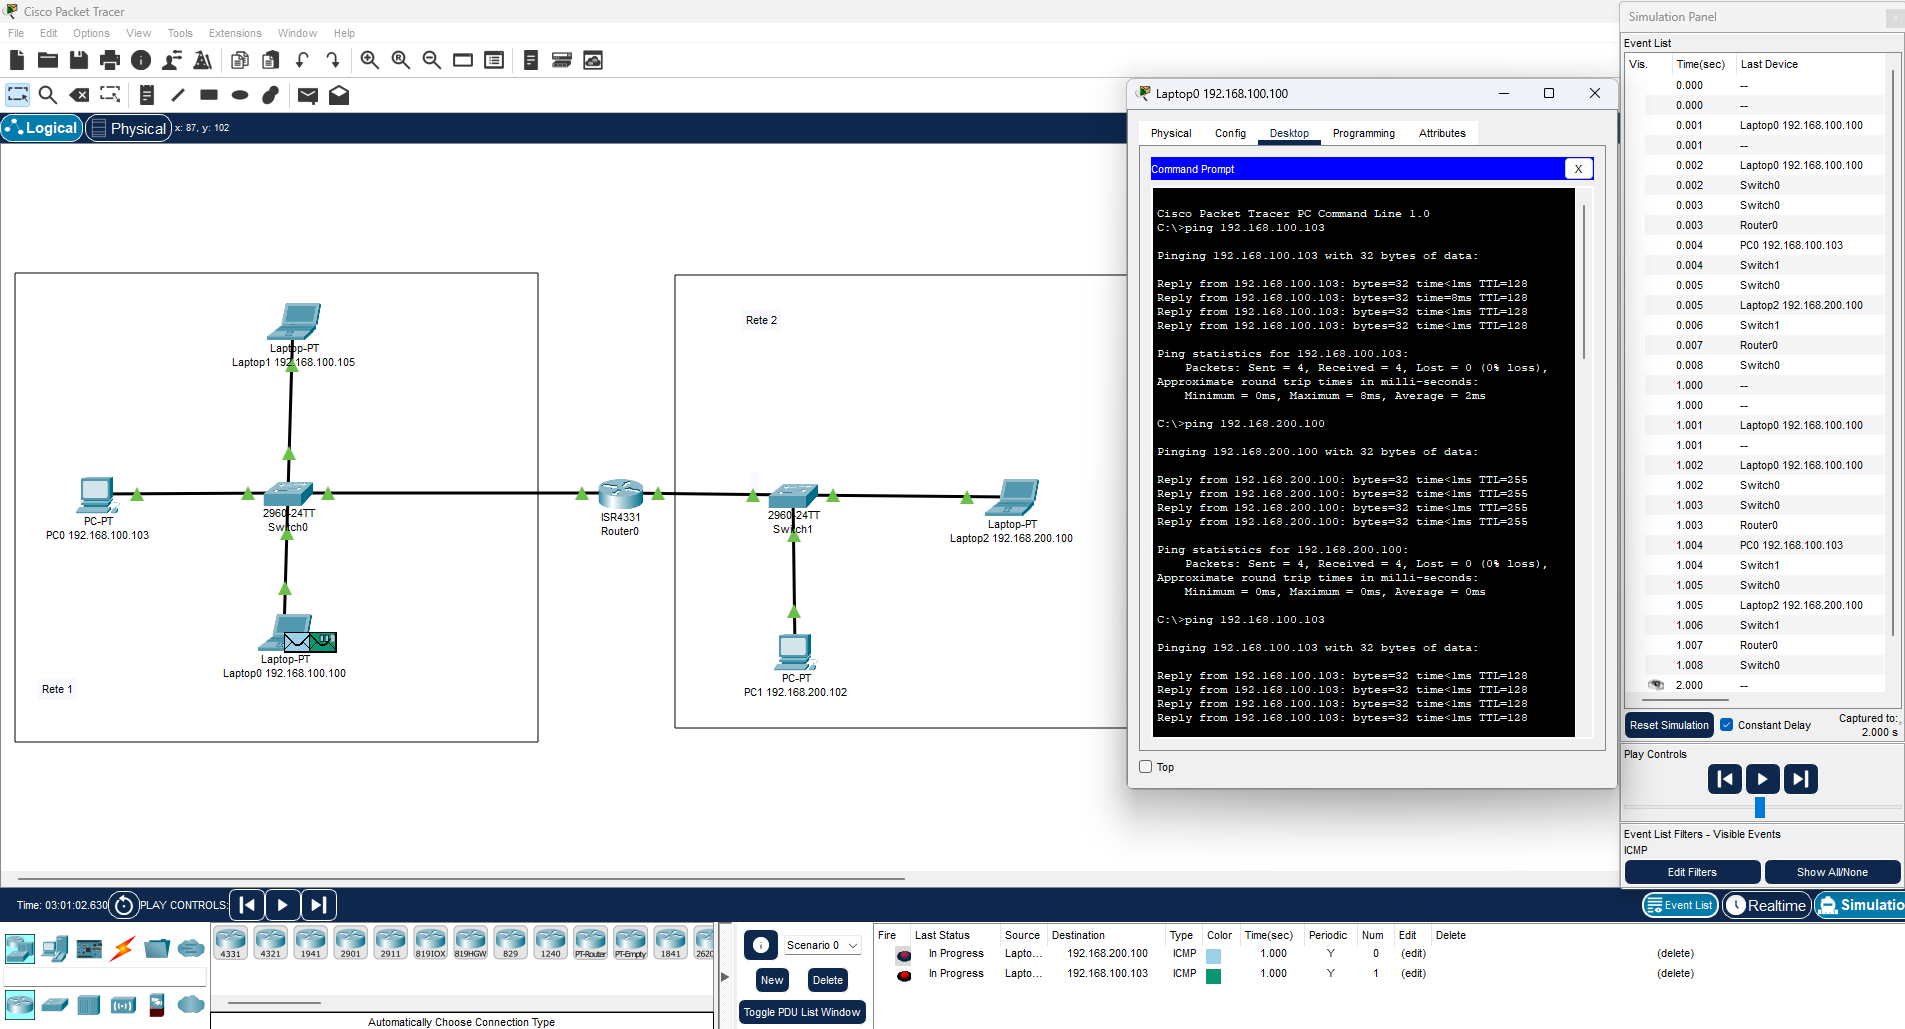 Cisco Packet Tracer
File Edit Options View Tools Extensions Window Help
Logical Physical x: 87, y: 102
Rete 1
Laptop-PT
Laptop1 192.168.100.105
PC-PT
PC0 192.168.100.103
2960-24TT
Switch0
Laptop-PT
Laptop0 192.168.100.100
ISR4331
Router0
Rete 2
2960-24TT
Switch1
Laptop-PT
Laptop2 192.168.200.100
PC-PT
PC1 192.168.200.102
Laptop0 192.168.100.100
Physical Config Desktop Programming Attributes
Command Prompt X
Cisco Packet Tracer PC Command Line 1.0
C:\>ping 192.168.100.103
Pinging 192.168.100.103 with 32 bytes of data:
Reply from 192.168.100.103: bytes=32 time<1ms TTL=128
Reply from 192.168.100.103: bytes=32 time=8ms TTL=128
Reply from 192.168.100.103: bytes=32 time<1ms TTL=128
Reply from 192.168.100.103: bytes=32 time<1ms TTL=128
Ping statistics for 192.168.100.103:
Packets: Sent = 4, Received = 4, Lost = 0 (0% loss),
Approximate round trip times in milli-seconds:
Minimum = 0ms, Maximum = 8ms, Average = 2ms
C:\>ping 192.168.200.100
Pinging 192.168.200.100 with 32 bytes of data:
Reply from 192.168.200.100: bytes=32 time<1ms TTL=255
Reply from 192.168.200.100: bytes=32 time<1ms TTL=255
Reply from 192.168.200.100: bytes=32 time<1ms TTL=255
Reply from 192.168.200.100: bytes=32 time<1ms TTL=255
Ping statistics for 192.168.200.100:
Packets: Sent = 4, Received = 4, Lost = 0 (0% loss),
Approximate round trip times in milli-seconds:
Minimum = 0ms, Maximum = 0ms, Average = 0ms
C:\>ping 192.168.100.103
Pinging 192.168.100.103 with 32 bytes of data:
Reply from 192.168.100.103: bytes=32 time<1ms TTL=128
Reply from 192.168.100.103: bytes=32 time<1ms TTL=128
Reply from 192.168.100.103: bytes=32 time<1ms TTL=128
Reply from 192.168.100.103: bytes=32 time<1ms TTL=128
Top
Simulation Panel x
Event List
Vis. Time(sec) Last Device
0.000 --
0.000 --
0.001 Laptop0 192.168.100.100
0.001 --
0.002 Laptop0 192.168.100.100
0.002 Switch0
0.003 Switch0
0.003 Router0
0.004 PC0 192.168.100.103
0.004 Switch1
0.005 Switch0
0.005 Laptop2 192.168.200.100
0.006 Switch1
0.007 Router0
0.008 Switch0
1.000 --
1.000 --
1.001 Laptop0 192.168.100.100
1.001 --
1.002 Laptop0 192.168.100.100
1.002 Switch0
1.003 Switch0
1.003 Router0
1.004 PC0 192.168.100.103
1.004 Switch1
1.005 Switch0
1.005 Laptop2 192.168.200.100
1.006 Switch1
1.007 Router0
1.008 Switch0
2.000 --
Reset Simulation Constant Delay Captured to:
2.000 s
Play Controls
Event List Filters - Visible Events
ICMP
Edit Filters Show All/None
Time: 03:01:02.630 PLAY CONTROLS: Event List Realtime Simulatio
4331 4321 1941 2901 2911 819IOX 819HGW 829 1240 PT-Router PT-Empty 1841 2620
Automatically Choose Connection Type
Scenario 0
New Delete
Toggle PDU List Window
Fire Last Status Source Destination Type Color Time(sec) Periodic Num Edit Delete
In Progress Lapto... 192.168.200.100 ICMP 1.000 Y 0 (edit) (delete)
In Progress Lapto... 192.168.100.103 ICMP 1.000 Y 1 (edit) (delete)